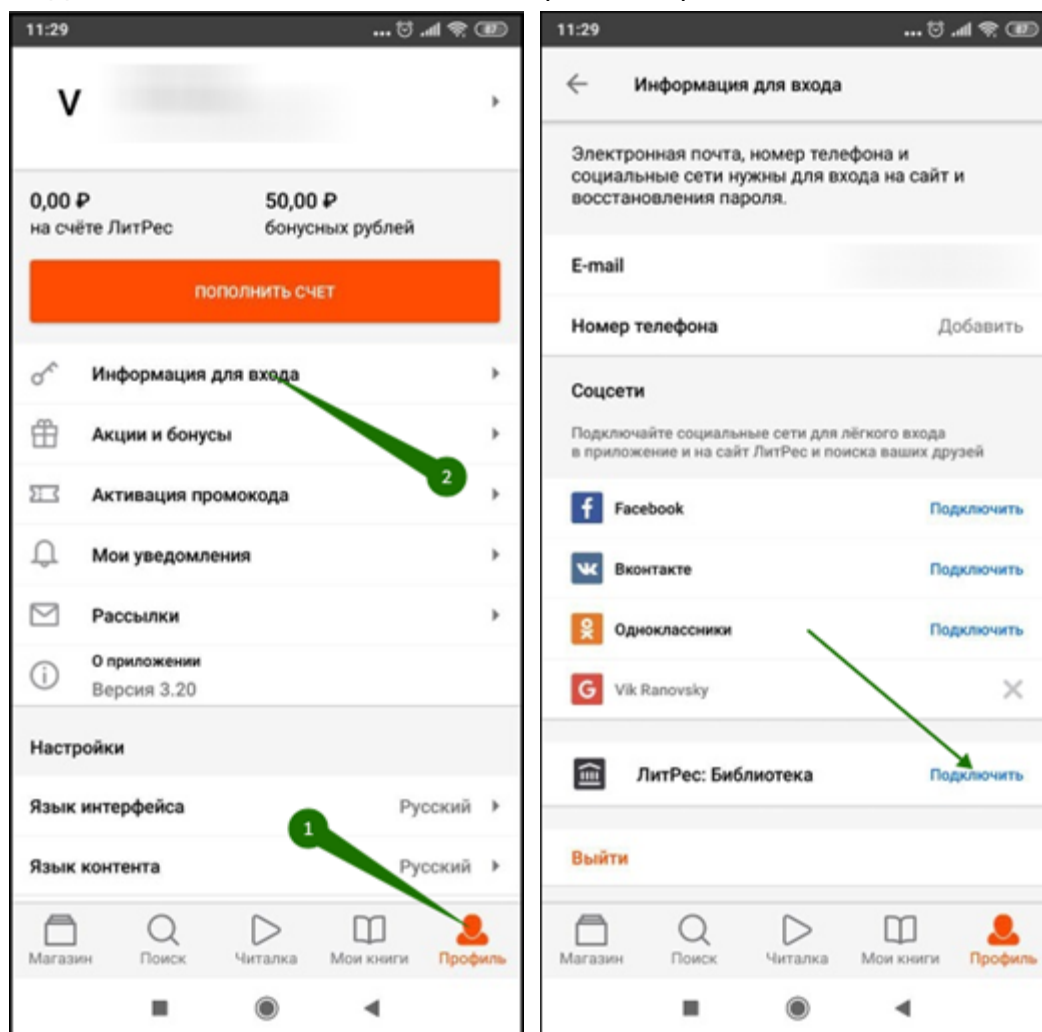 11:29
87
V
0,00 ₽
на счёте ЛитРес
50,00 ₽
бонусных рублей
ПОПОЛНИТЬ СЧЕТ
Информация для входа
Акции и бонусы
2
Активация промокода
Мои уведомления
Рассылки
О приложении
Версия 3.20
Настройки
Язык интерфейса
Русский
1
Язык контента
Русский
Магазин
Поиск
Читалка
Мои книги
Профиль
11:29
87
Информация для входа
Электронная почта, номер телефона и
социальные сети нужны для входа на сайт и
восстановления пароля.
E-mail
Номер телефона
Добавить
Соцсети
Подключайте социальные сети для лёгкого входа
в приложение и на сайт ЛитРес и поиска ваших друзей
Facebook
Подключить
Вконтакте
Подключить
Одноклассники
Подключить
G Vik Ranovsky
ЛитРес: Библиотека
Подключить
Выйти
Магазин
Поиск
Читалка
Мои книги
Профиль